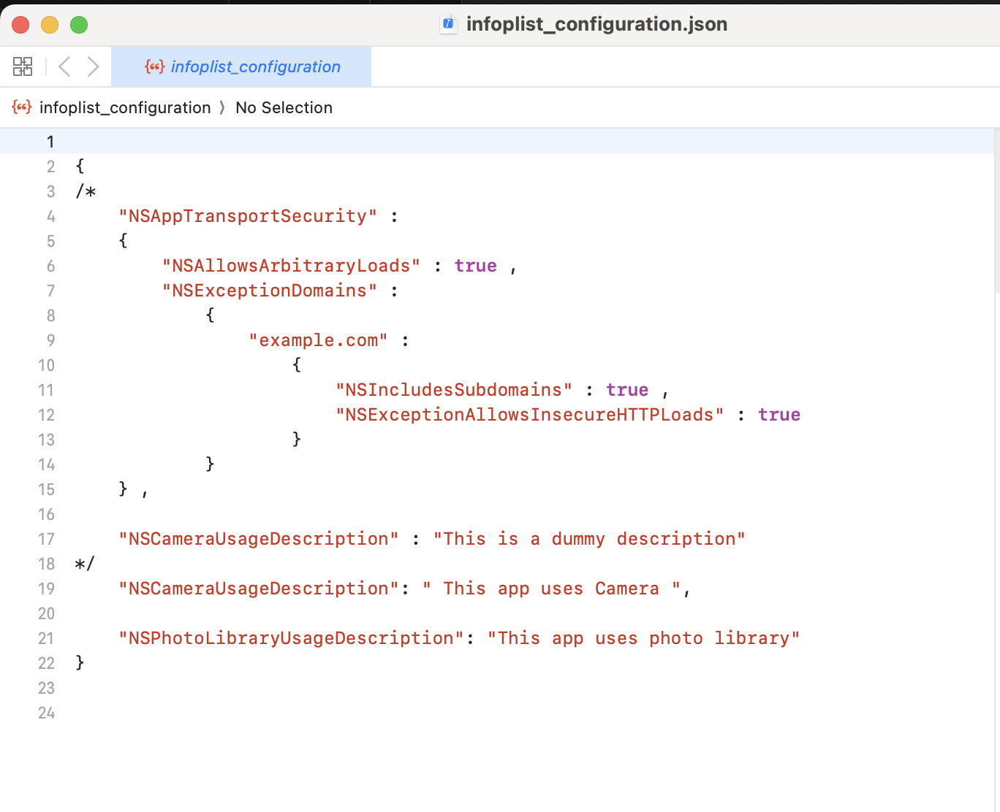 infoplist_configuration.json
infoplist_configuration
infoplist_configuration 〉 No Selection
1
2 {
3 /*
4 "NSAppTransportSecurity" :
5 {
6 "NSAllowsArbitraryLoads" : true ,
7 "NSExceptionDomains" :
8 {
9 "example.com" :
10 {
11 "NSIncludesSubdomains" : true ,
12 "NSExceptionAllowsInsecureHTTPLoads" : true
13 }
14 }
15 } ,
16
17 "NSCameraUsageDescription" : "This is a dummy description"
18 */
19 "NSCameraUsageDescription": " This app uses Camera ",
20
21 "NSPhotoLibraryUsageDescription": "This app uses photo library"
22 }
23
24